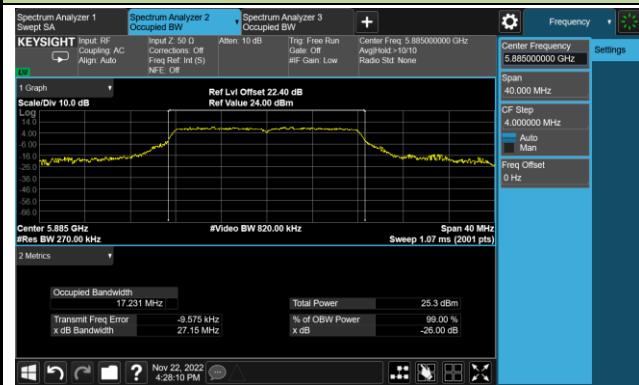 Spectrum Analyzer 1
Swept SA
Spectrum Analyzer 2
Occupied BW
Spectrum Analyzer 3
Occupied BW
Frequency
KEYSIGHT
Input: RF
Coupling: AC
Align: Auto
Input Z: 50 Ω
Corrections: Off
Freq Ref: Int (S)
NFE: Off
Atten: 10 dB
Trig: Free Run
Gate: Off
#IF Gain: Low
Center Freq: 5.885000000 GHz
Avg|Hold:>10/10
Radio Std: None
Center Frequency
5.885000000 GHz
Settings
Span
40.000 MHz
CF Step
4.000000 MHz
Auto
Man
Freq Offset
0 Hz
1 Graph
Ref Lvl Offset 22.40 dB
Scale/Div 10.0 dB
Ref Value 24.00 dBm
Log
14.0
4.00
-6.00
-16.0
-26.0
-36.0
-46.0
-56.0
-66.0
Center 5.885 GHz
#Video BW 820.00 kHz
Span 40 MHz
#Res BW 270.00 kHz
Sweep 1.07 ms (2001 pts)
2 Metrics
Occupied Bandwidth
17.231 MHz
Total Power
25.3 dBm
Transmit Freq Error
-9.575 kHz
% of OBW Power
99.00 %
x dB Bandwidth
27.15 MHz
x dB
-26.00 dB
Nov 22, 2022
4:28:10 PM